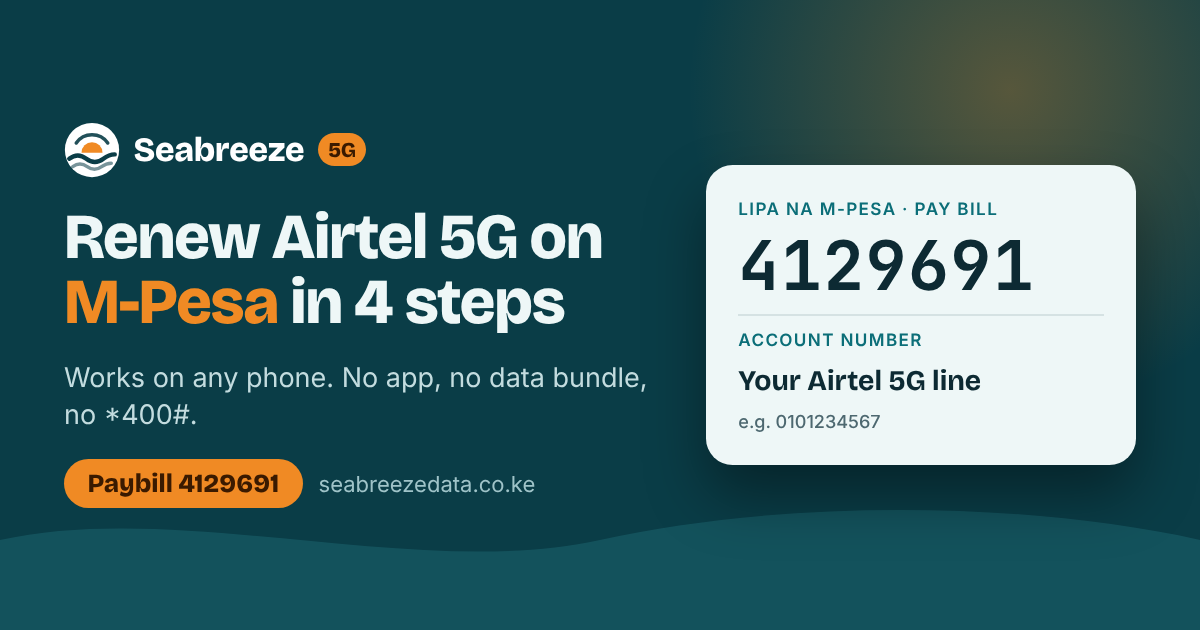 Seabreeze 5G
Renew Airtel 5G on
M-Pesa in 4 steps
Works on any phone. No app, no data bundle,
no *400#.
Paybill 4129691 seabreezedata.co.ke
LIPA NA M-PESA · PAY BILL
4129691
ACCOUNT NUMBER
Your Airtel 5G line
e.g. 0101234567